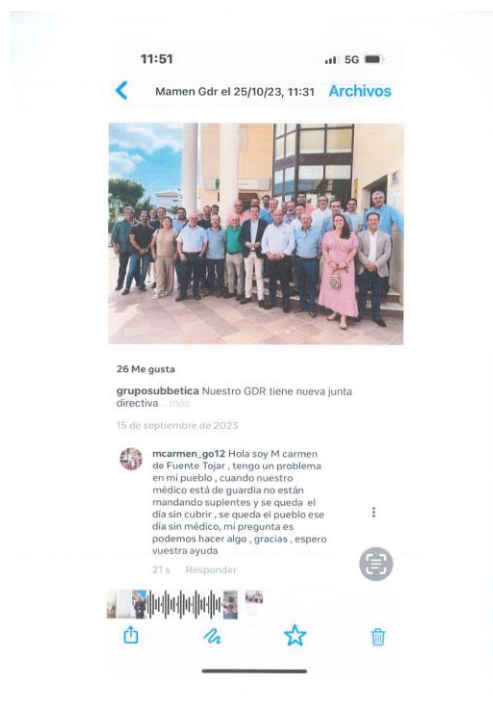 11:51
5G
Mamen Gdr el 25/10/23, 11:31
Archivos
26 Me gusta
gruposubbetica Nuestro GDR tiene nueva junta
directiva... más
15 de septiembre de 2023
mcarmen_go12 Hola soy M carmen
de Fuente Tojar , tengo un problema
en mi pueblo , cuando nuestro
médico está de guardia no están
mandando suplentes y se queda el
día sin cubrir , se queda el pueblo ese
día sin médico, mi pregunta es
podemos hacer algo , gracias , espero
vuestra ayuda
21 s Responder